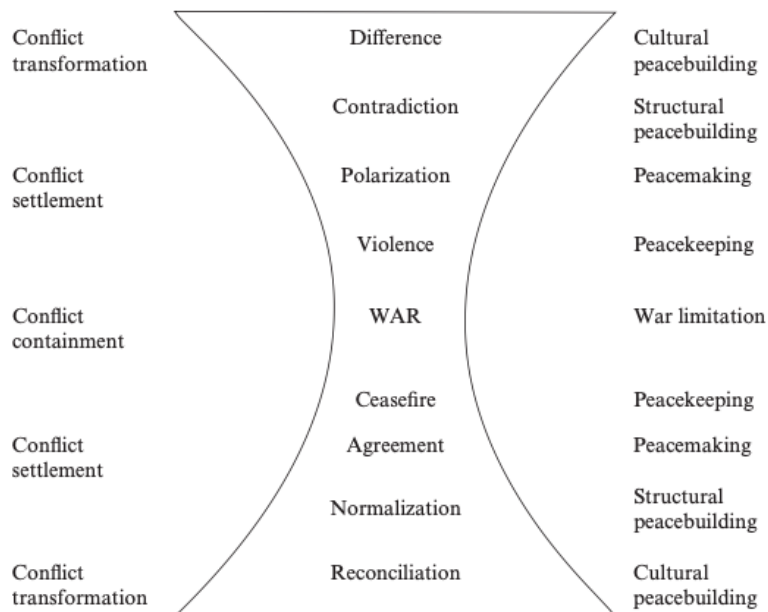 Conflict
transformation
Difference
Cultural
peacebuilding
Contradiction
Structural
peacebuilding
Conflict
settlement
Polarization
Peacemaking
Violence
Peacekeeping
Conflict
containment
WAR
War limitation
Ceasefire
Peacekeeping
Conflict
settlement
Agreement
Peacemaking
Normalization
Structural
peacebuilding
Conflict
transformation
Reconciliation
Cultural
peacebuilding